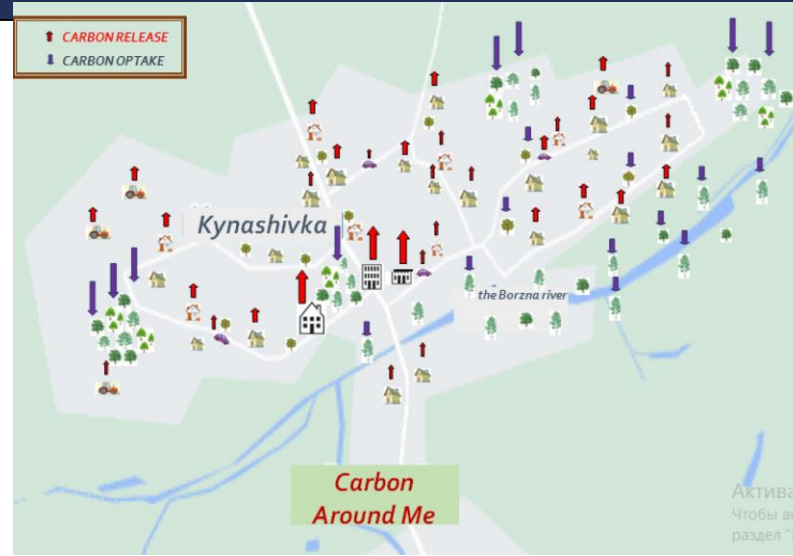 CARBON RELEASE
CARBON OPTAKE
Kynashivka
the Borzna river
Carbon
Around Me
Актива
Чтобы а
раздел "